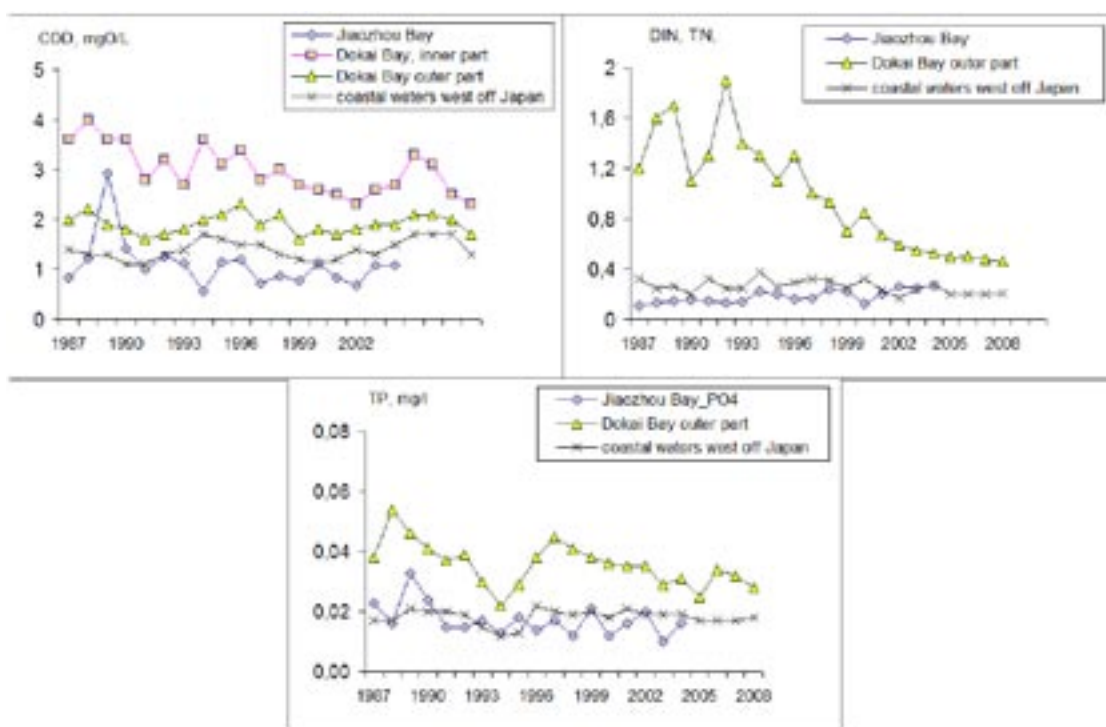 COD, mgO/L
Jiaozhou Bay
Dokai Bay, inner part
Dokai Bay outer part
coastal waters west off Japan
5
4
3
2
1
0
1987 1990 1993 1996 1999 2002
DIN, TN,
Jiaozhou Bay
Dokai Bay outer part
coastal waters west off Japan
2
1,6
1,2
0,8
0,4
0
1987 1990 1993 1996 1999 2002 2005 2008
TP, mg/l
Jiaozhou Bay_PO4
Dokai Bay outer part
coastal waters west off Japan
0,08
0,06
0,04
0,02
0,00
1987 1990 1993 1996 1999 2002 2005 2008